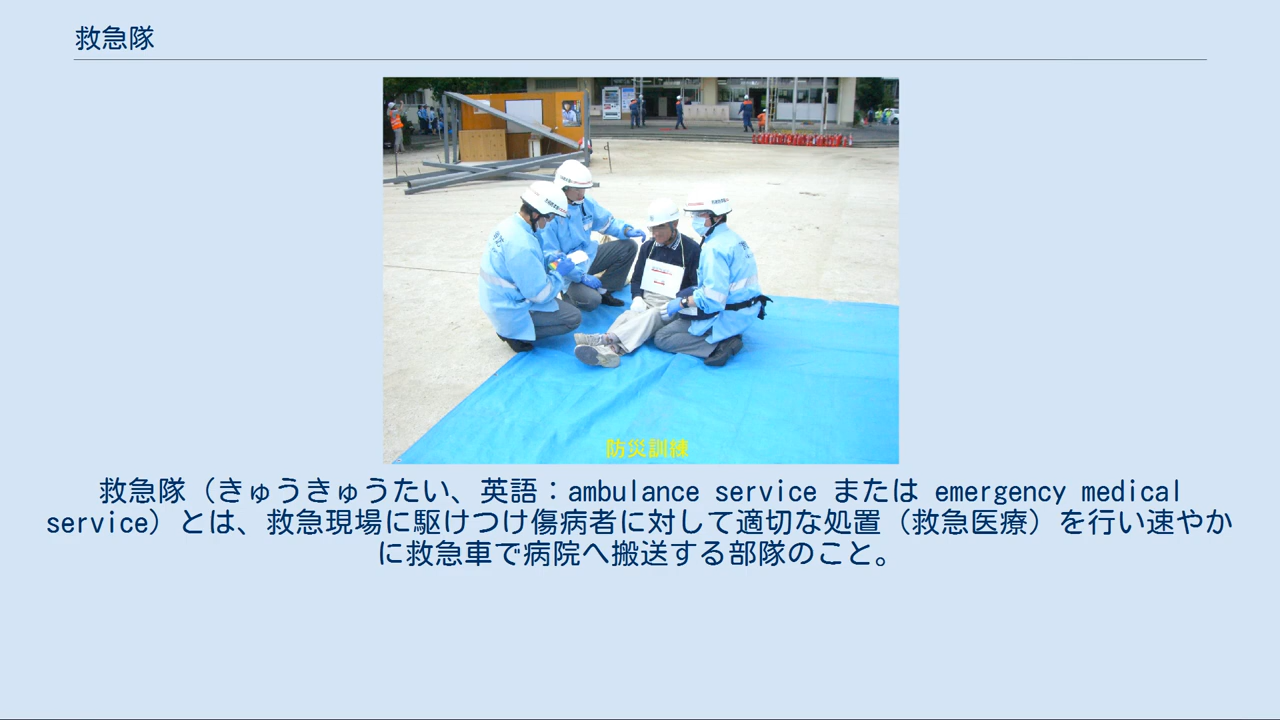 救急隊
防災訓練
救急隊（きゅうきゅうたい、英語：ambulance service または emergency medical
service）とは、救急現場に駆けつけ傷病者に対して適切な処置（救急医療）を行い速やか
に救急車で病院へ搬送する部隊のこと。